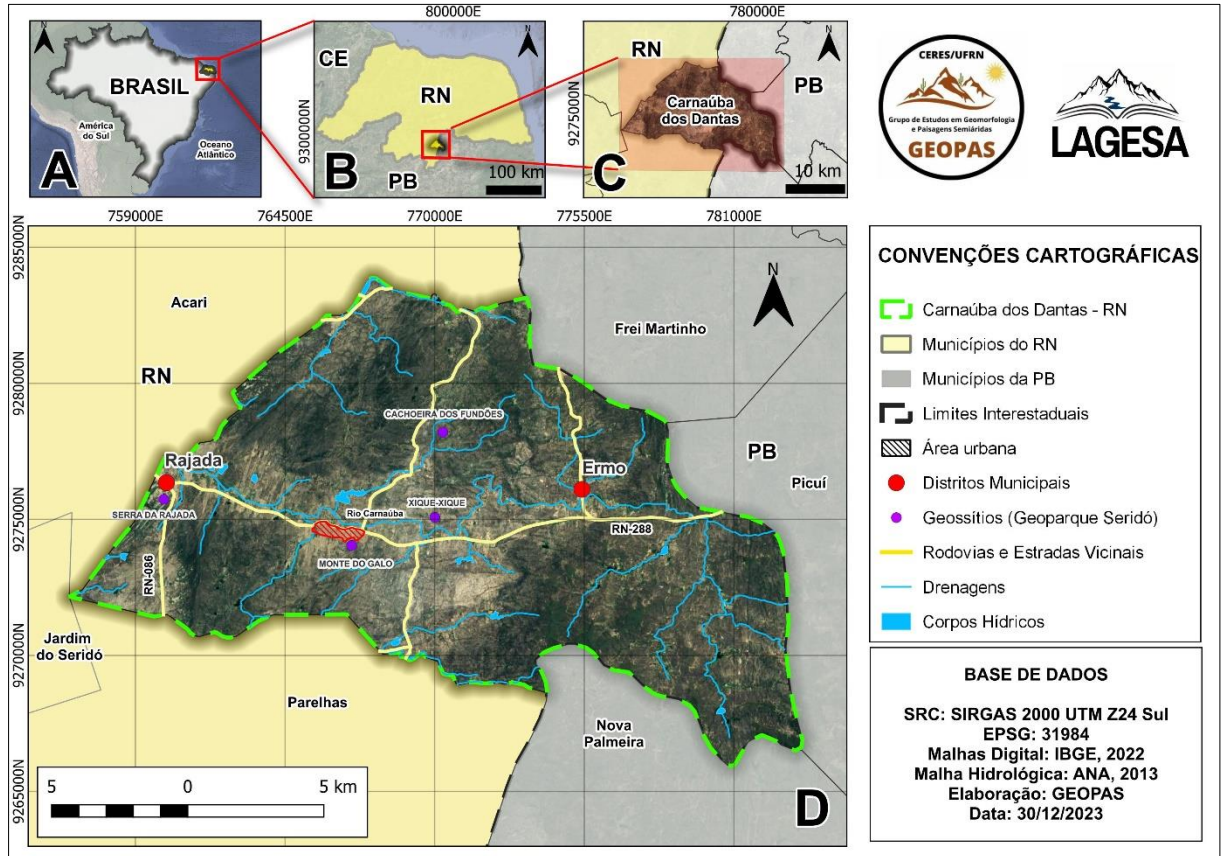 800000E
780000E
N
BRASIL
América
do Sul
Oceano
Atlântico
A
N
CE
RN
PB
9300000N
100 km
B
N
RN
PB
Carnaúba
dos Dantas
9275000N
10 km
C
CERES/UFRN
Grupo de Estudos em Geomorfologia
e Paisagens Semiáridas
GEOPAS
LAGESA
759000E
764500E
770000E
775500E
781000E
9285000N
9280000N
9275000N
9270000N
9265000N
N
Acari
Frei Martinho
RN
CACHOEIRA DOS FUNDÕES
Rajada
Ermo
PB
Picuí
XIQUE-XIQUE
SERRA DA RAJADA
Rio Carnaúba
RN-288
MONTE DO GALO
RN-086
Jardim
do Seridó
Parelhas
Nova
Palmeira
5 0 5 km
D
CONVENÇÕES CARTOGRÁFICAS
Carnaúba dos Dantas - RN
Municípios do RN
Municípios da PB
Limites Interestaduais
Área urbana
Distritos Municipais
Geossítios (Geoparque Seridó)
Rodovias e Estradas Vicinais
Drenagens
Corpos Hídricos
BASE DE DADOS
SRC: SIRGAS 2000 UTM Z24 Sul
EPSG: 31984
Malhas Digital: IBGE, 2022
Malha Hidrológica: ANA, 2013
Elaboração: GEOPAS
Data: 30/12/2023